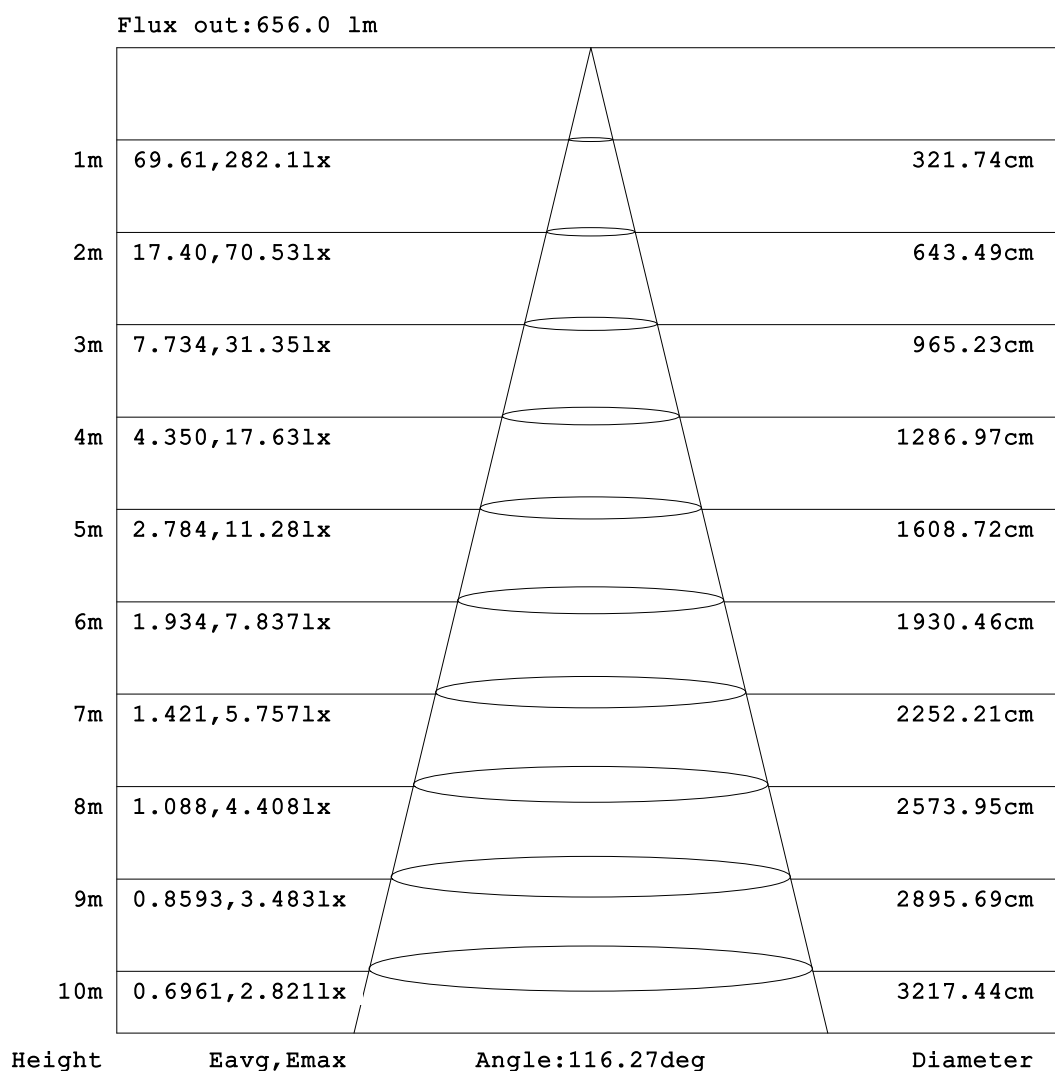 Flux out:656.0 lm
1m 69.61,282.1lx 321.74cm
2m 17.40,70.53lx 643.49cm
3m 7.734,31.35lx 965.23cm
4m 4.350,17.63lx 1286.97cm
5m 2.784,11.28lx 1608.72cm
6m 1.934,7.837lx 1930.46cm
7m 1.421,5.757lx 2252.21cm
8m 1.088,4.408lx 2573.95cm
9m 0.8593,3.483lx 2895.69cm
10m 0.6961,2.821lx 3217.44cm
Height Eavg,Emax Angle:116.27deg Diameter